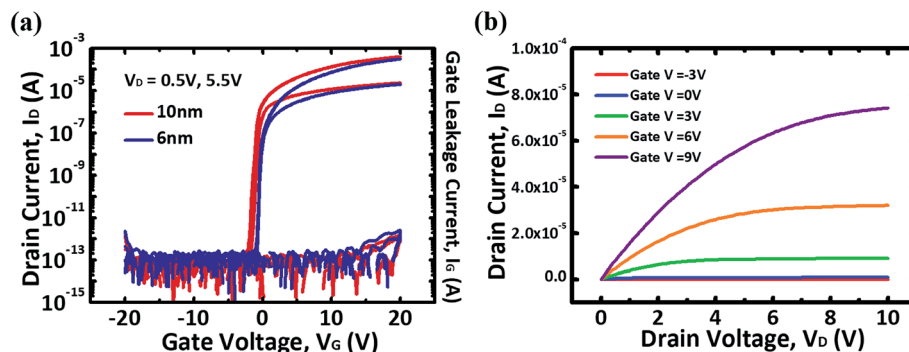 (a)
Drain Current, ID (A)
10-3
10-5
10-7
10-9
10-11
10-13
10-15
VD = 0.5V, 5.5V
10nm
6nm
-20
-10
0
10
20
Gate Voltage, VG (V)
Gate Leakage Current, IG (A)
(b)
Drain Current, ID (A)
1.0x10-4
8.0x10-5
6.0x10-5
4.0x10-5
2.0x10-5
0.0
Gate V =-3V
Gate V =0V
Gate V =3V
Gate V =6V
Gate V =9V
0
2
4
6
8
10
Drain Voltage, VD (V)